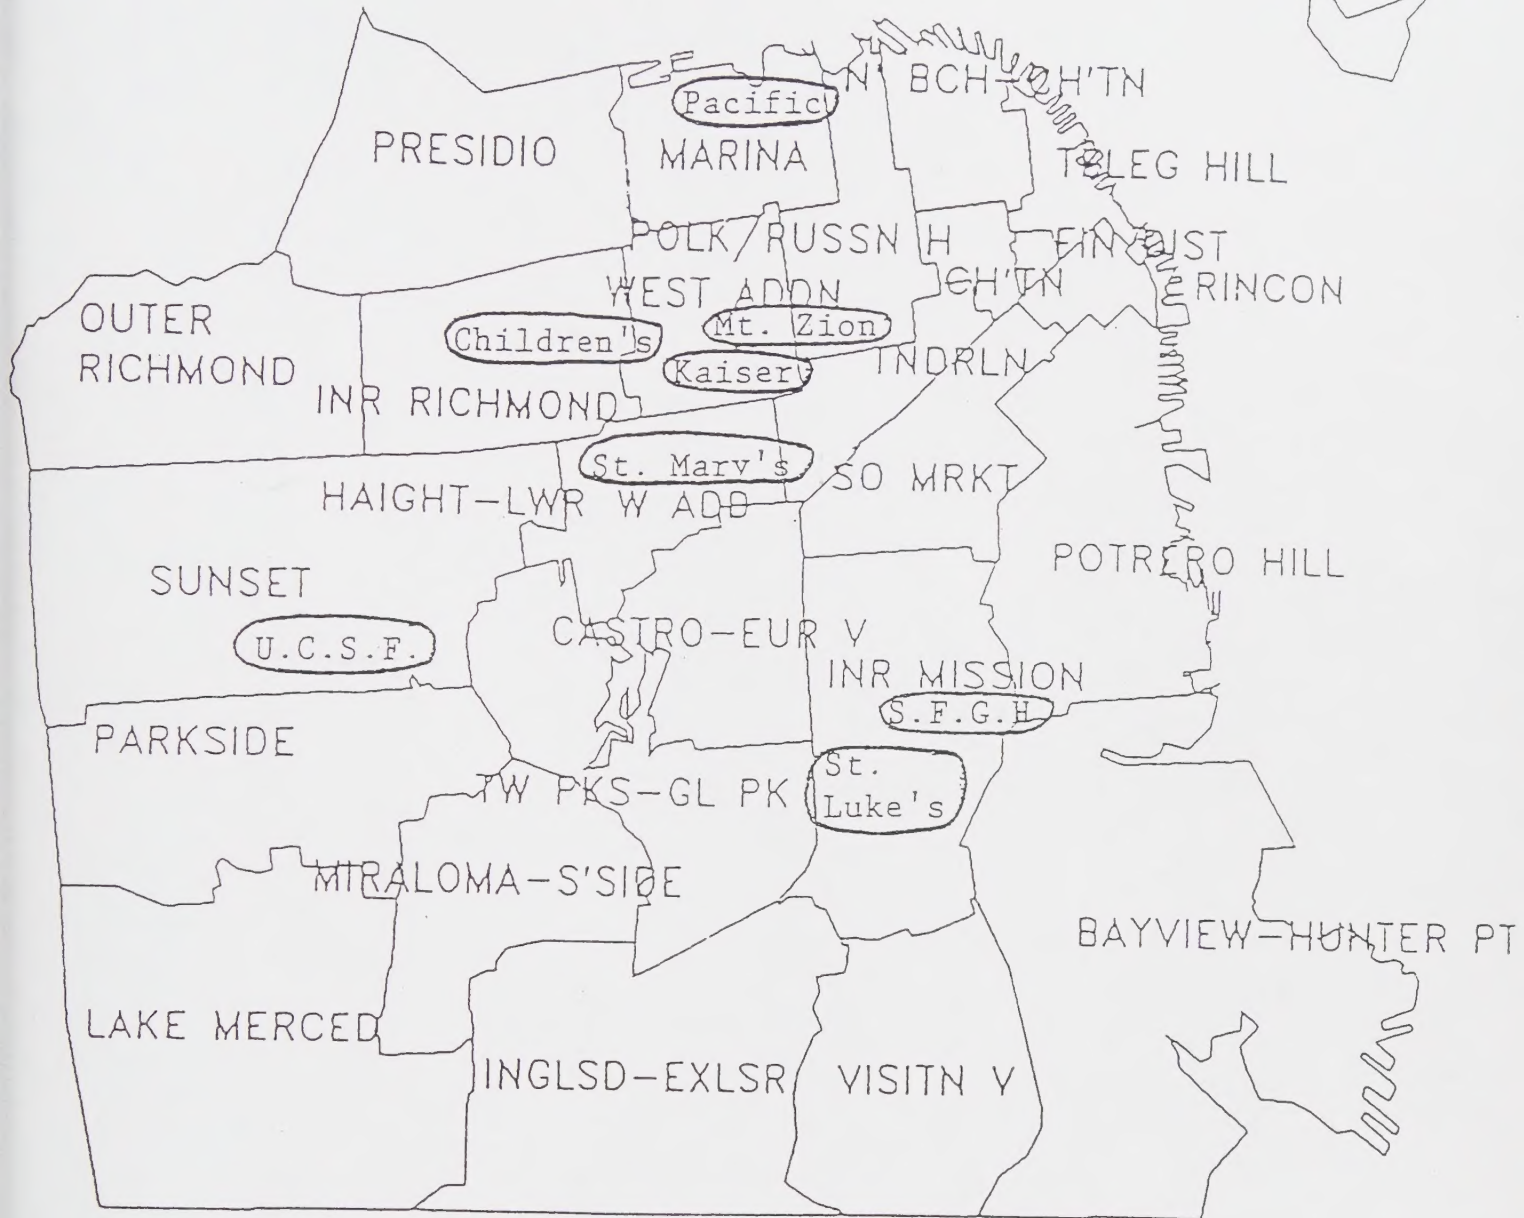 N' BCH-CH'TN
Pacific
PRESIDIO
MARINA
TELEG HILL
POLK/RUSSN H
FIN DIST
WEST ADDN
CH'TN
RINCON
OUTER
RICHMOND
Children's
Mt. Zion
Kaiser
TNDRLN
INR RICHMOND
St. Mary's
SO MRKT
HAIGHT-LWR W ADD
POTRERO HILL
SUNSET
U.C.S.F.
CASTRO-EUR V
INR MISSION
S.F.G.H
PARKSIDE
St.
Luke's
TW PKS-GL PK
MIRALOMA-S'SIDE
BAYVIEW-HUNTER PT
LAKE MERCED
INGLSD-EXLSR
VISITN V